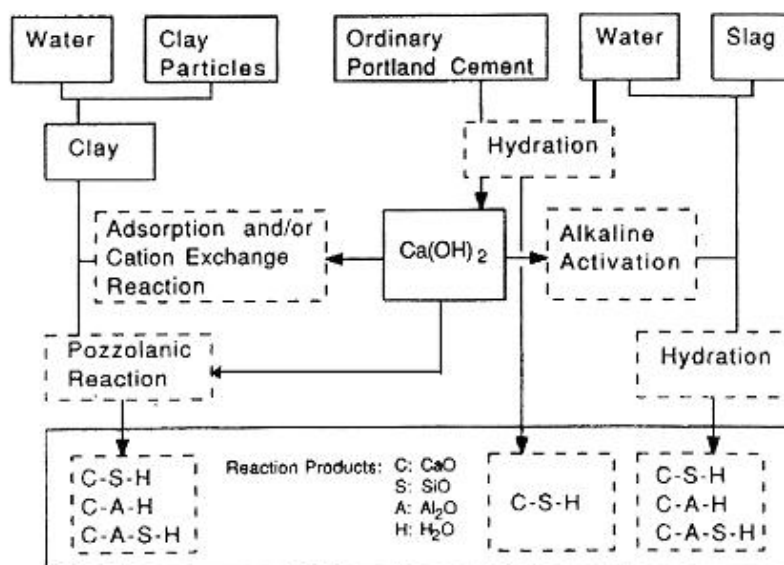 Water
Clay
Particles
Ordinary
Portland Cement
Water
Slag
Clay
Hydration
Adsorption and/or
Cation Exchange
Reaction
Ca(OH) 2
Alkaline
Activation
Pozzolanic
Reaction
Hydration
C-S-H
C-A-H
C-A-S-H
Reaction Products: C: CaO
S: SiO
A: Al2O
H: H2O
C-S-H
C-S-H
C-A-H
C-A-S-H